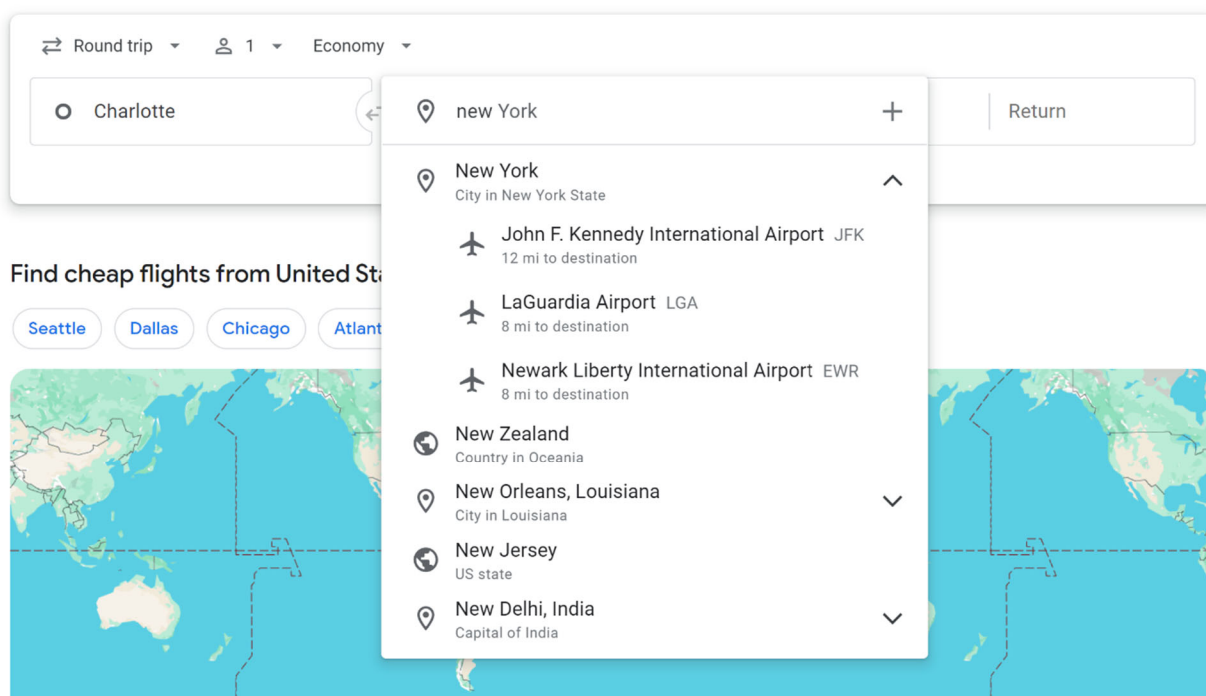 Round trip 1 Economy
Charlotte
new York
Return
New York
City in New York State
John F. Kennedy International Airport JFK
12 mi to destination
LaGuardia Airport LGA
8 mi to destination
Newark Liberty International Airport EWR
8 mi to destination
New Zealand
Country in Oceania
New Orleans, Louisiana
City in Louisiana
New Jersey
US state
New Delhi, India
Capital of India
Find cheap flights from United Sta
Seattle Dallas Chicago Atlant